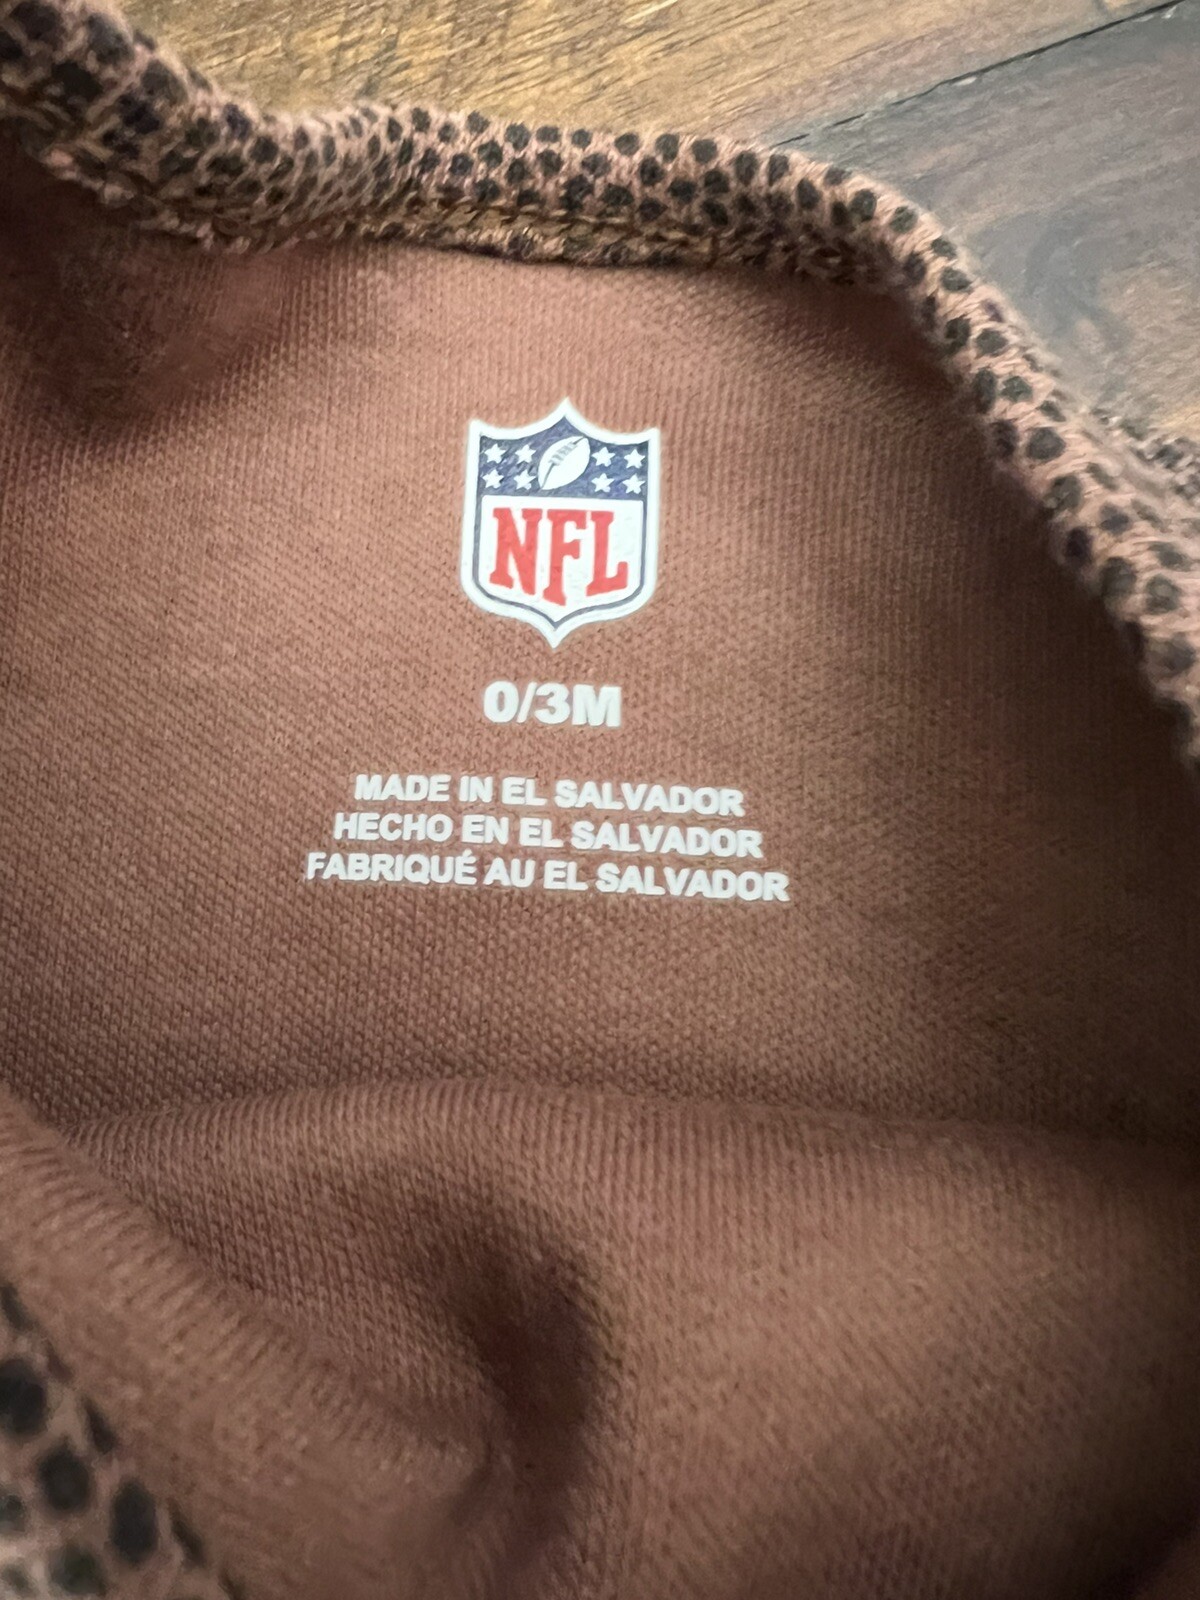 NFL
0/3M
MADE IN EL SALVADOR
HECHO EN EL SALVADOR
FABRIQUÉ AU EL SALVADOR